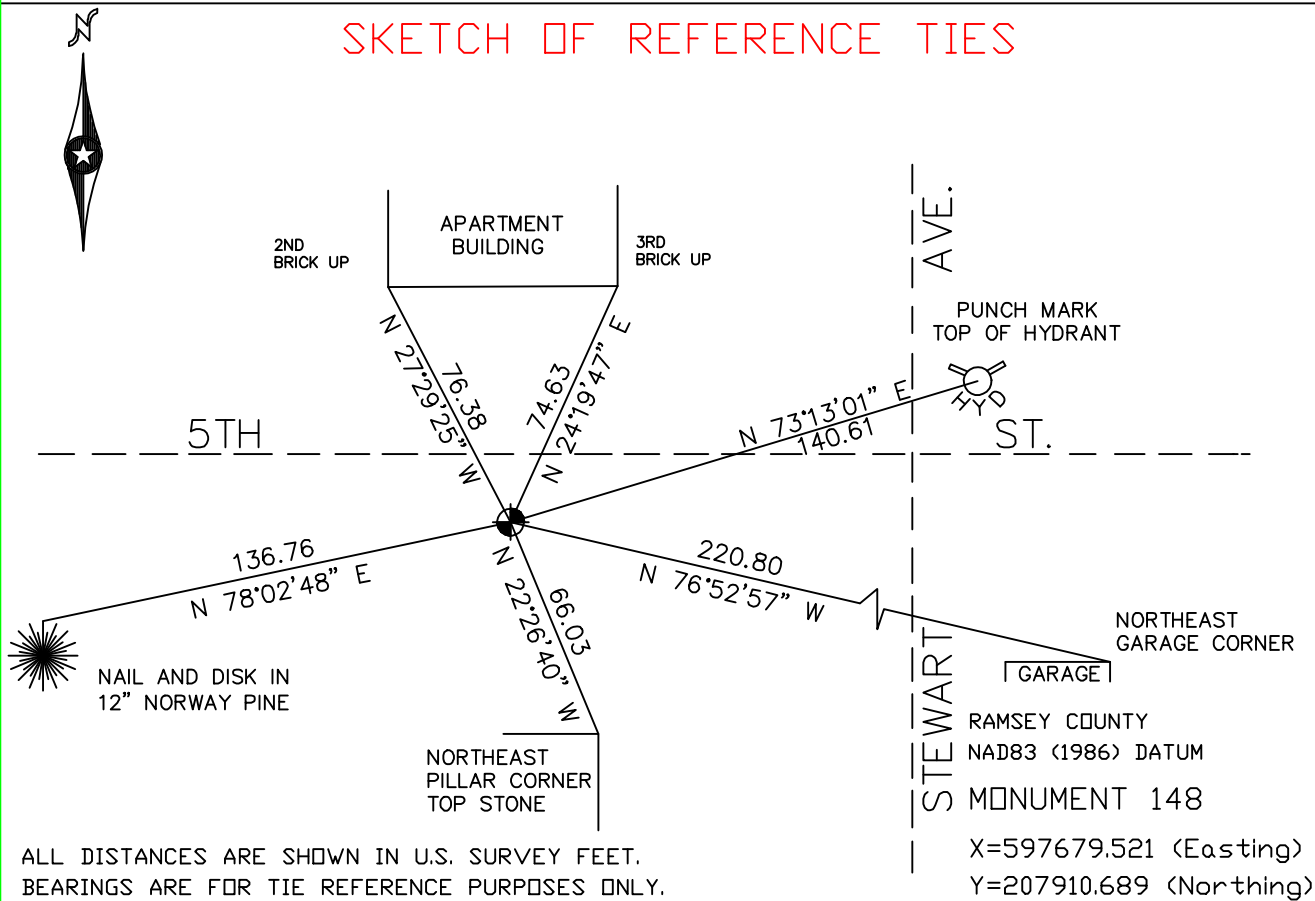 N
SKETCH OF REFERENCE TIES
APARTMENT
BUILDING
2ND
BRICK UP
3RD
BRICK UP
AVE.
PUNCH MARK
TOP OF HYDRANT
HYD
N 27°29'25" W
76.38
74.63
N 24°19'47" E
N 73°13'01" E
140.61
5TH
ST.
136.76
N 78°02'48" E
220.80
N 76°52'57" W
66.03
N 22°26'40" W
NORTHEAST
GARAGE CORNER
GARAGE
NAIL AND DISK IN
12" NORWAY PINE
STEWART
NORTHEAST
PILLAR CORNER
TOP STONE
RAMSEY COUNTY
NAD83 (1986) DATUM
MONUMENT 148
X=597679.521 (Easting)
Y=207910.689 (Northing)
ALL DISTANCES ARE SHOWN IN U.S. SURVEY FEET.
BEARINGS ARE FOR TIE REFERENCE PURPOSES ONLY.